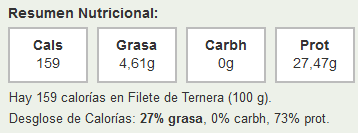 Resumen Nutricional:
Cals Grasa Carbh Prot
159 4,61g 0g 27,47g
Hay 159 calorías en Filete de Ternera (100 g).
Desglose de Calorías: 27% grasa, 0% carbh, 73% prot.